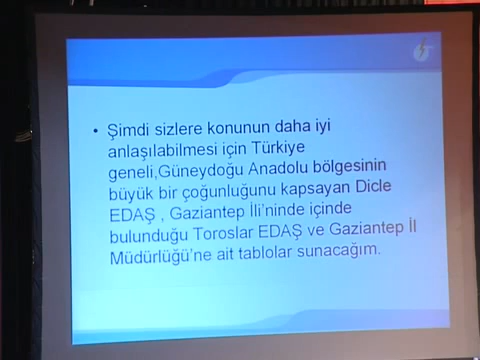 • Şimdi sizlere konunun daha iyi
anlaşılabilmesi için Türkiye
geneli,Güneydoğu Anadolu bölgesinin
büyük bir çoğunluğunu kapsayan Dicle
EDAŞ , Gaziantep İli'ninde içinde
bulunduğu Toroslar EDAŞ ve Gaziantep İl
Müdürlüğü'ne ait tablolar sunacağım.